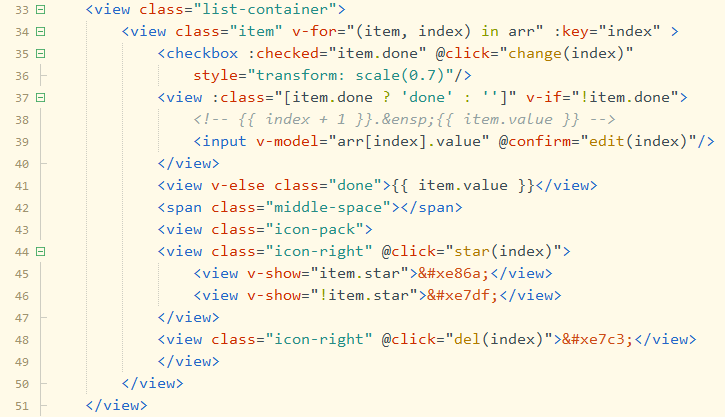 33 <view class="list-container">
34 <view class="item" v-for="(item, index) in arr" :key="index" >
35 <checkbox :checked="item.done" @click="change(index)"
36 style="transform: scale(0.7)"/>
37 <view :class="[item.done ? 'done' : '']" v-if="!item.done">
38 <!-- {{ index + 1 }}.&ensp;{{ item.value }} -->
39 <input v-model="arr[index].value" @confirm="edit(index)"/>
40 </view>
41 <view v-else class="done">{{ item.value }}</view>
42 <span class="middle-space"></span>
43 <view class="icon-pack">
44 <view class="icon-right" @click="star(index)">
45 <view v-show="item.star">&#xe86a;</view>
46 <view v-show="!item.star">&#xe7df;</view>
47 </view>
48 <view class="icon-right" @click="del(index)">&#xe7c3;</view>
49 </view>
50 </view>
51 </view>